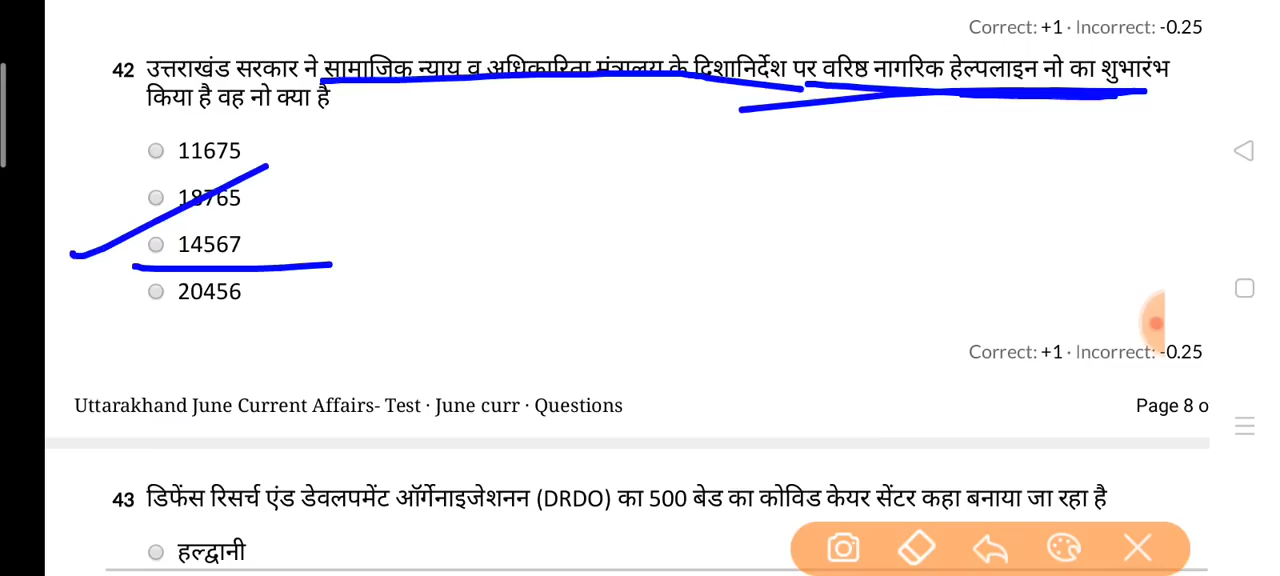 Correct: +1 · Incorrect: -0.25
42 उत्तराखंड सरकार ने सामाजिक न्याय व अधिकारिता मंत्रालय के दिशानिर्देश पर वरिष्ठ नागरिक हेल्पलाइन नो का शुभारंभ
किया है वह नो क्या है
11675
18765
14567
20456
Correct: +1 · Incorrect: -0.25
Uttarakhand June Current Affairs- Test · June curr · Questions Page 8 o
43 डिफेंस रिसर्च एंड डेवलपमेंट ऑर्गेनाइजेशनन (DRDO) का 500 बेड का कोविड केयर सेंटर कहा बनाया जा रहा है
हल्द्वानी